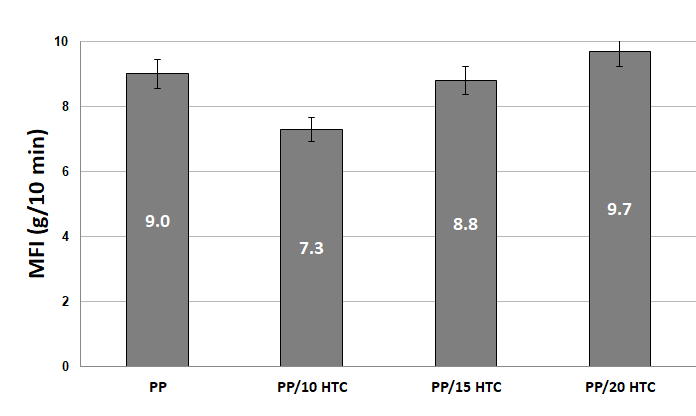 10
8
6
4
2
0
MFI (g/10 min)
9.0
7.3
8.8
9.7
PP
PP/10 HTC
PP/15 HTC
PP/20 HTC